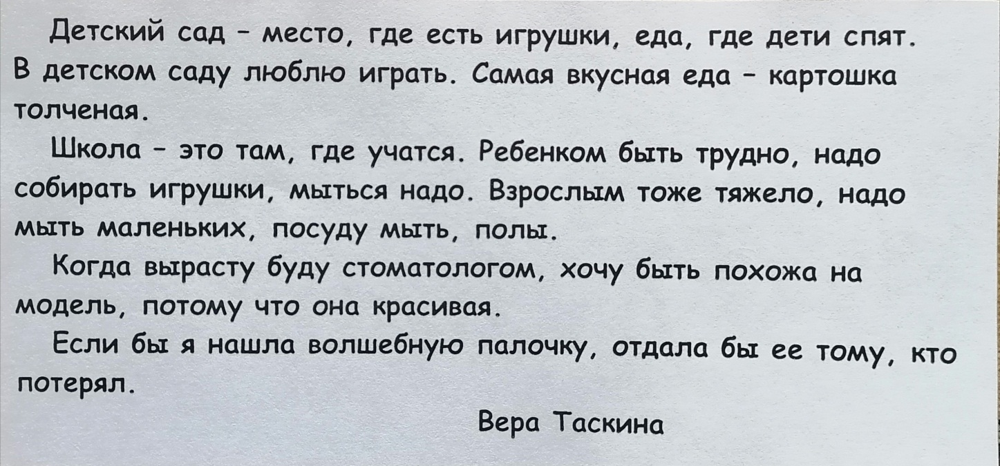 Детский сад – место, где есть игрушки, еда, где дети спят.
В детском саду люблю играть. Самая вкусная еда – картошка
толченая.
Школа – это там, где учатся. Ребенком быть трудно, надо
собирать игрушки, мыться надо. Взрослым тоже тяжело, надо
мыть маленьких, посуду мыть, полы.
Когда вырасту буду стоматологом, хочу быть похожа на
модель, потому что она красивая.
Если бы я нашла волшебную палочку, отдала бы ее тому, кто
потерял.
Вера Таскина